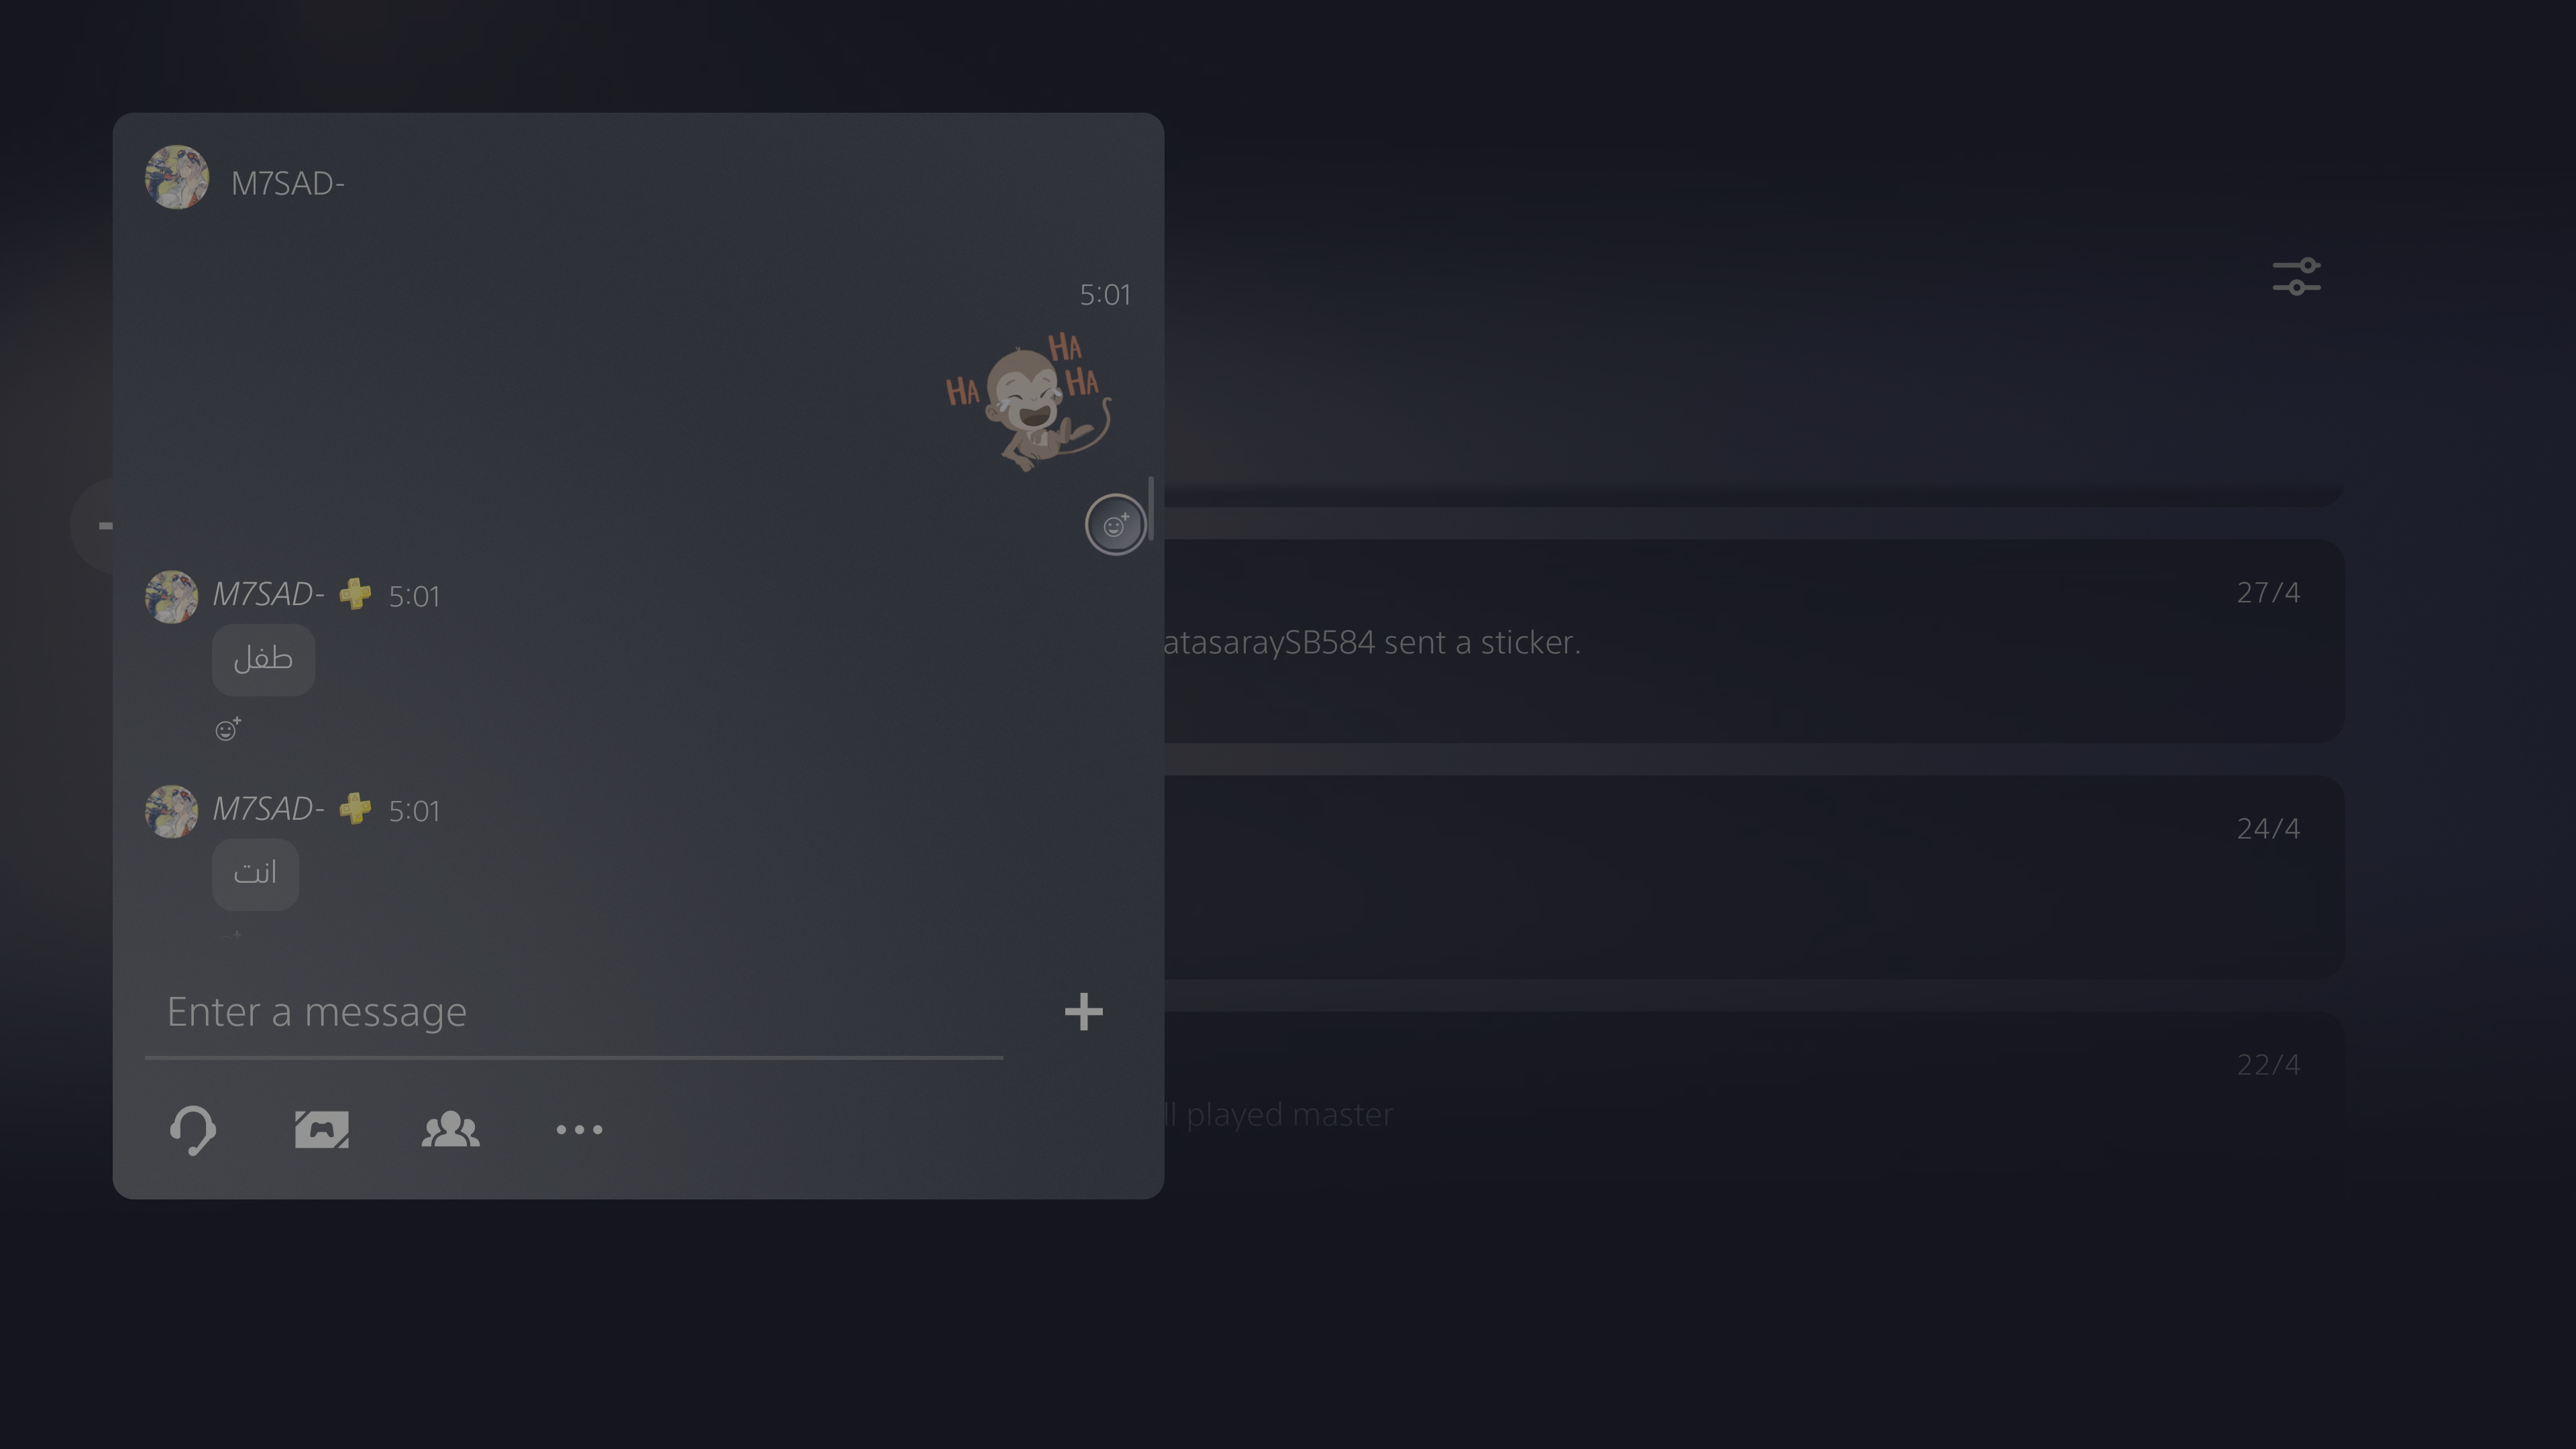 M7SAD-
5:01
HA
HA
HA
M7SAD- 5:01
طفل
M7SAD- 5:01
انت
Enter a message
27/4
atasaraySB584 sent a sticker.
24/4
22/4
ll played master